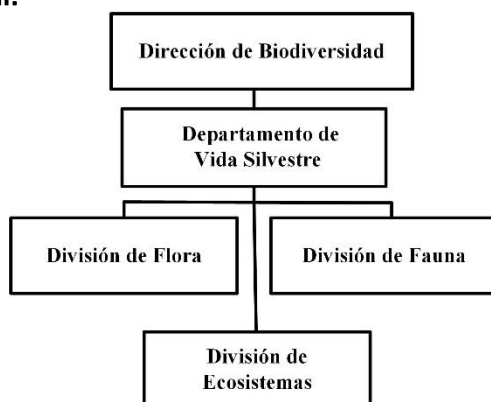 Dirección de Biodiversidad
Departamento de
Vida Silvestre
División de Flora
División de Fauna
División de
Ecosistemas